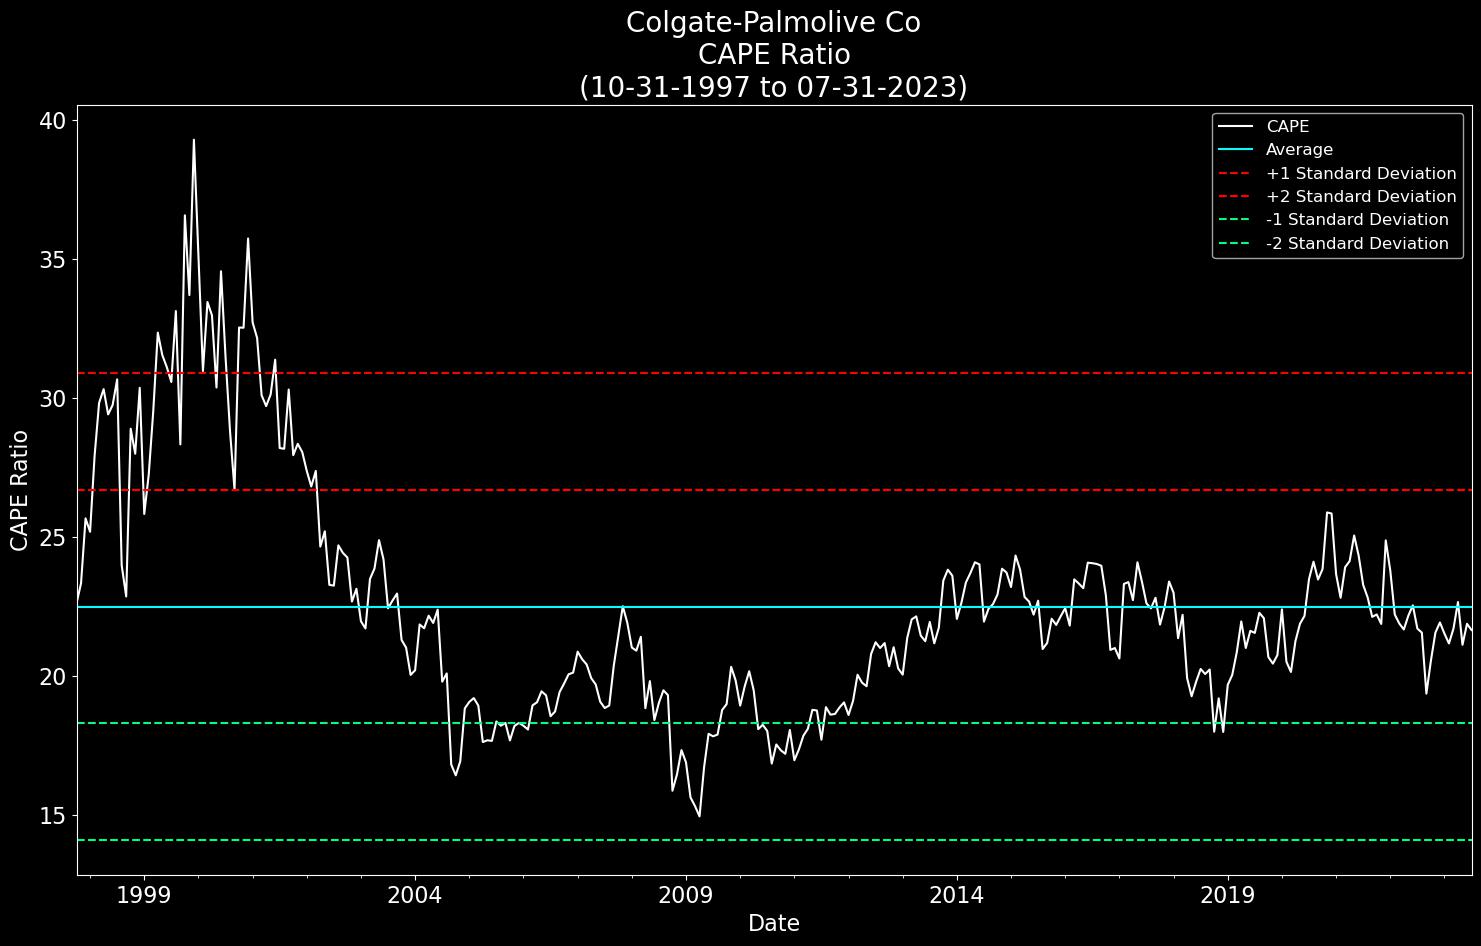 Colgate-Palmolive Co
CAPE Ratio
(10-31-1997 to 07-31-2023)
CAPE
Average
+1 Standard Deviation
+2 Standard Deviation
-1 Standard Deviation
-2 Standard Deviation
CAPE Ratio
40
35
30
25
20
15
1999
2004
2009
2014
2019
Date